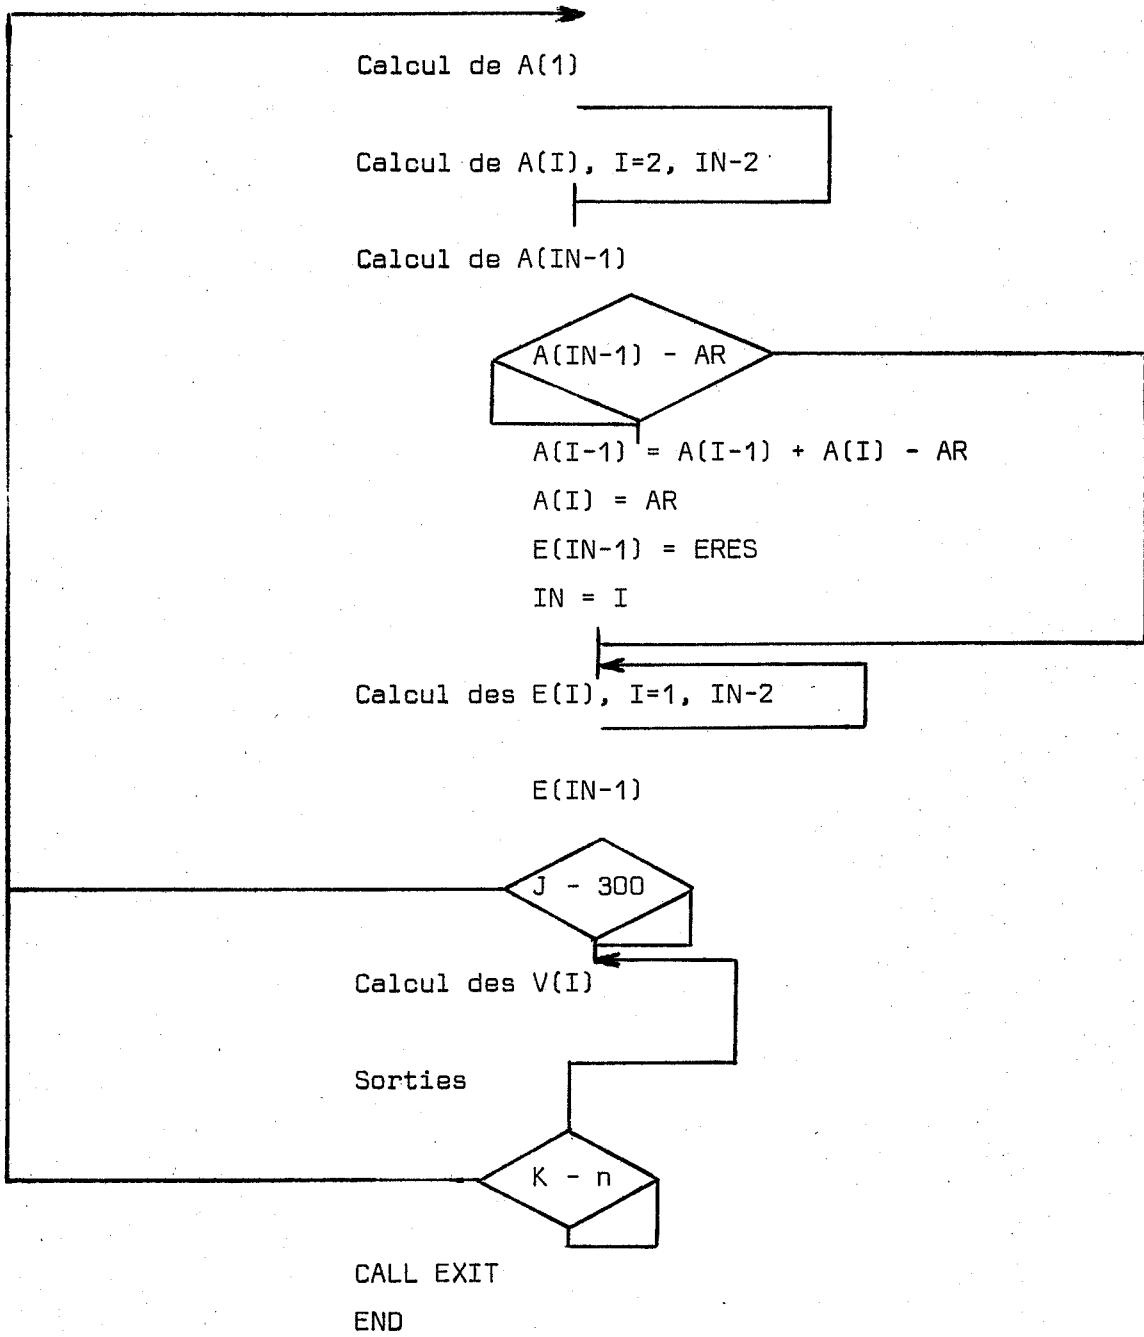 Calcul de A(1)
Calcul de A(I), I=2, IN-2
Calcul de A(IN-1)
A(IN-1) - AR
A(I-1) = A(I-1) + A(I) - AR
A(I) = AR
E(IN-1) = ERES
IN = I
Calcul des E(I), I=1, IN-2
E(IN-1)
J - 300
Calcul des V(I)
Sorties
K - n
CALL EXIT
END